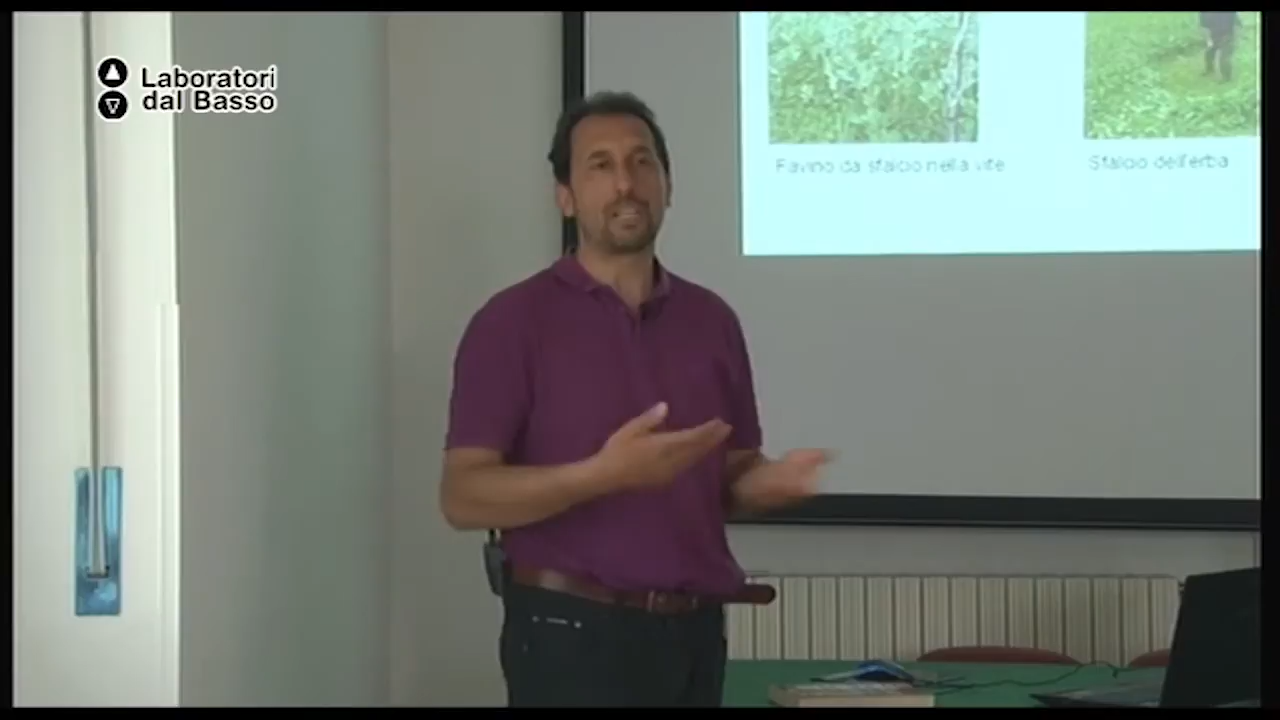 Laboratori
dal Basso
Favino da sfalcio nella vite
Sfalcio dell'erba